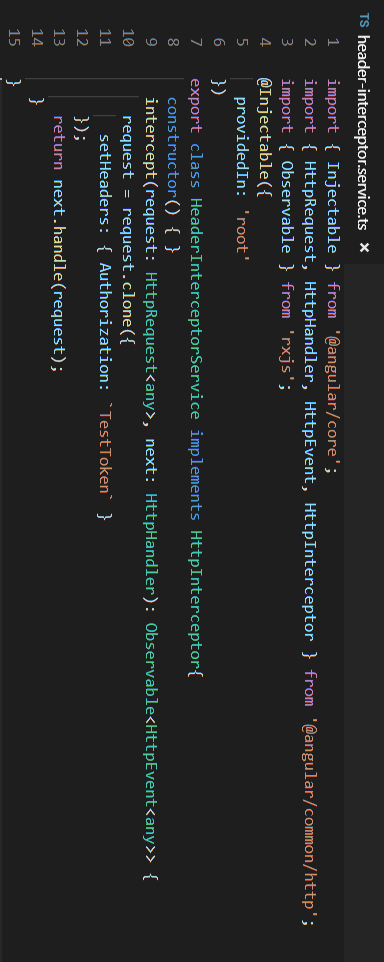 TS header-interceptor.service.ts ×
1 import { Injectable } from '@angular/core';
2 import { HttpRequest, HttpHandler, HttpEvent, HttpInterceptor } from '@angular/common/http';
3 import { Observable } from 'rxjs';
4 @Injectable({
5 providedIn: 'root'
6 })
7 export class HeaderInterceptorService implements HttpInterceptor{
8 constructor() { }
9 intercept(request: HttpRequest<any>, next: HttpHandler): Observable<HttpEvent<any>> {
10 request = request.clone({
11 setHeaders: { Authorization: `TestToken` }
12 });
13 return next.handle(request);
14 }
15 }